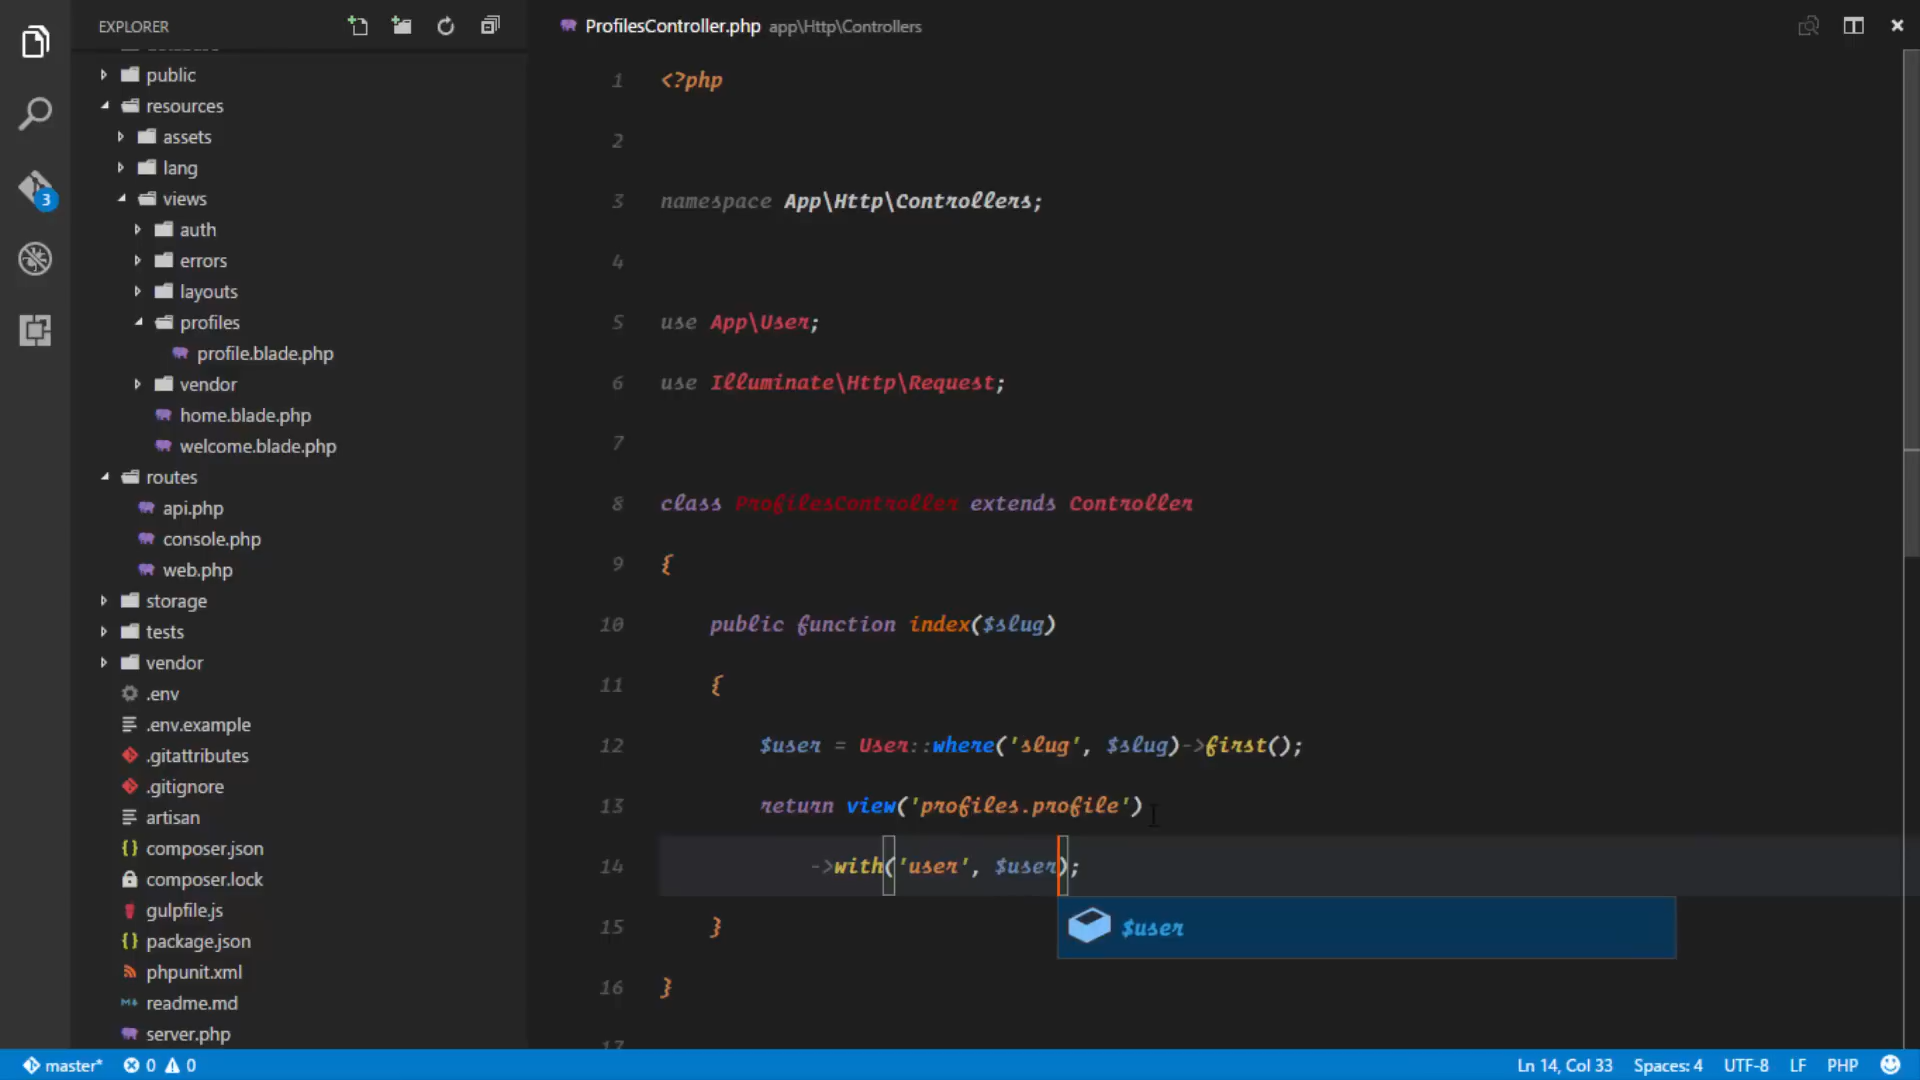 EXPLORER
public
resources
assets
lang
views
auth
errors
layouts
profiles
profile.blade.php
vendor
home.blade.php
welcome.blade.php
routes
api.php
console.php
web.php
storage
tests
vendor
.env
.env.example
.gitattributes
.gitignore
artisan
composer.json
composer.lock
gulpfile.js
package.json
phpunit.xml
readme.md
server.php
3
ProfilesController.php app\Http\Controllers
1 <?php
2
3 namespace App\Http\Controllers;
4
5 use App\User;
6 use Illuminate\Http\Request;
7
8 class ProfilesController extends Controller
9 {
10 public function index($slug)
11 {
12 $user = User::where('slug', $slug)->first();
13 return view('profiles.profile')
14 ->with('user', $user);
$user
15 }
16 }
17
master* 0 0 Ln 14, Col 33 Spaces: 4 UTF-8 LF PHP